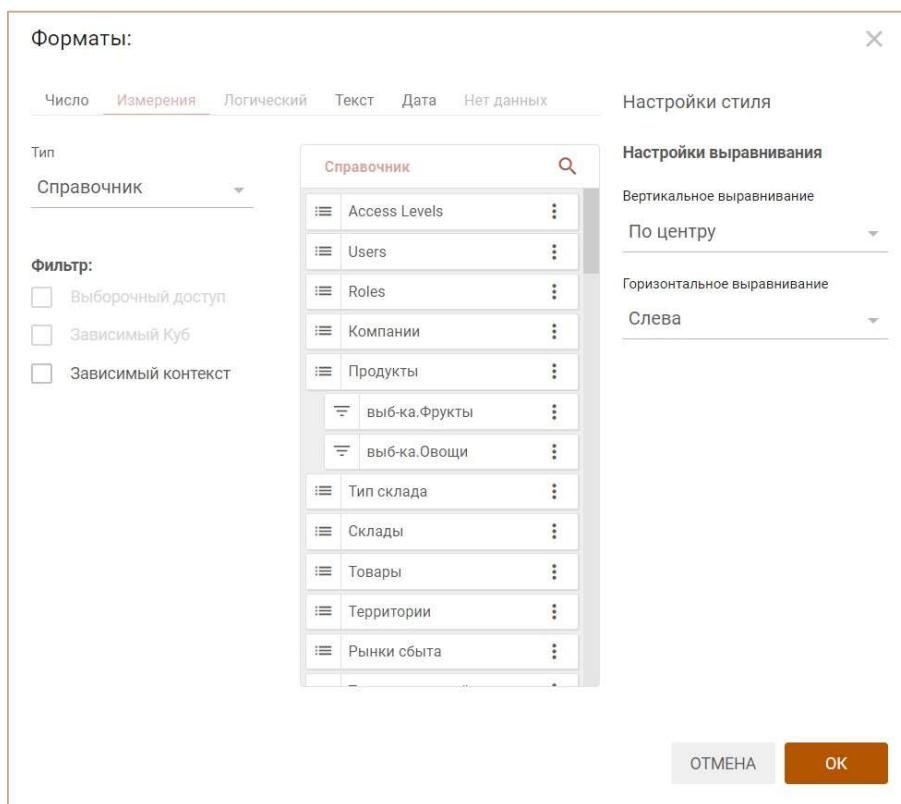 Форматы:
Число Измерения Логический Текст Дата Нет данных
Тип
Справочник
Фильтр:
Выборочный доступ
Зависимый Куб
Зависимый контекст
Справочник
Access Levels
Users
Roles
Компании
Продукты
выб-ка.Фрукты
выб-ка.Овощи
Тип склада
Склады
Товары
Территории
Рынки сбыта
Настройки стиля
Настройки выравнивания
Вертикальное выравнивание
По центру
Горизонтальное выравнивание
Слева
ОТМЕНА
ОК